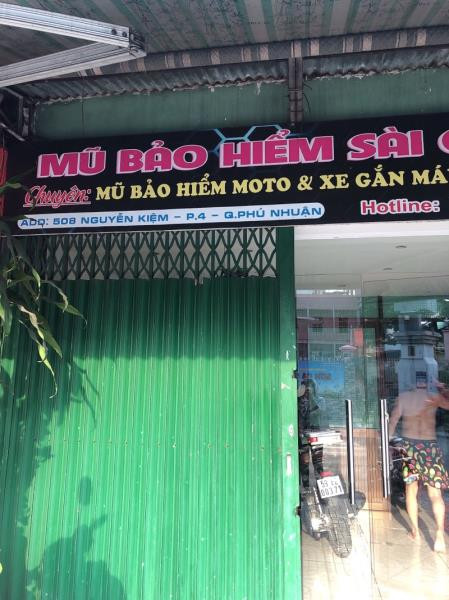 MŨ BẢO HIỂM SÀI
Chuyên: MŨ BẢO HIỂM MOTO & XE GẮN MÁY
ADD: 508 NGUYỄN KIỆM - P.4 - Q.PHÚ NHUẬN
Hotline: